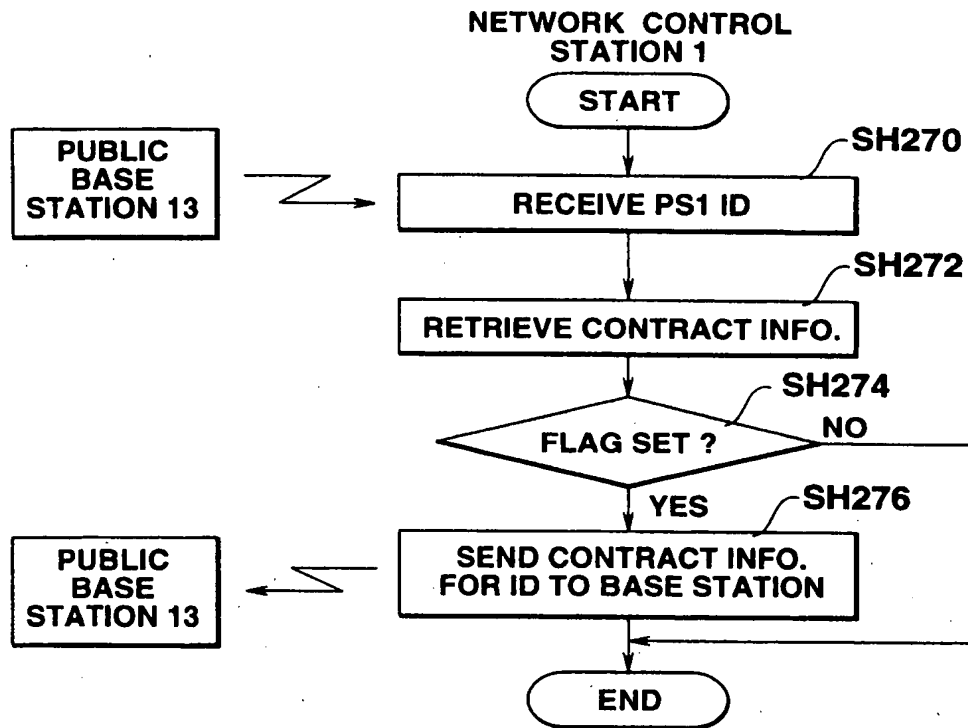 NETWORK CONTROL
STATION 1
START
SH270
PUBLIC
BASE
STATION 13
RECEIVE PS1 ID
SH272
RETRIEVE CONTRACT INFO.
SH274
FLAG SET ?
NO
YES
SH276
PUBLIC
BASE
STATION 13
SEND CONTRACT INFO.
FOR ID TO BASE STATION
END